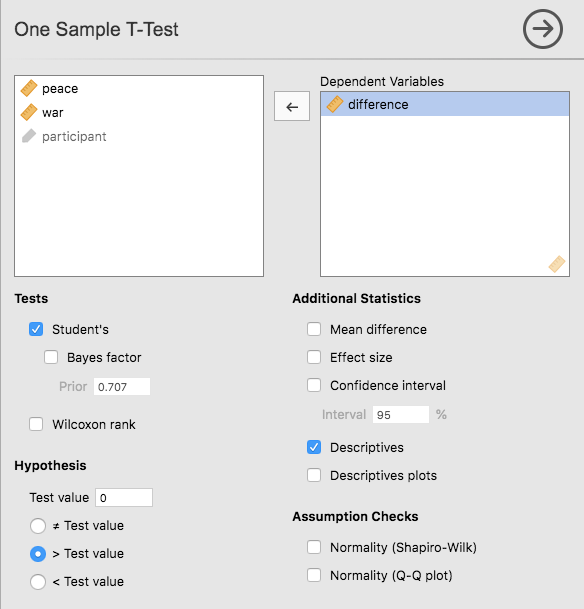 One Sample T-Test
peace
war
participant
Dependent Variables
difference
Tests
Student's
Bayes factor
Prior 0.707
Wilcoxon rank
Hypothesis
Test value 0
≠ Test value
> Test value
< Test value
Additional Statistics
Mean difference
Effect size
Confidence interval
Interval 95 %
Descriptives
Descriptives plots
Assumption Checks
Normality (Shapiro-Wilk)
Normality (Q-Q plot)